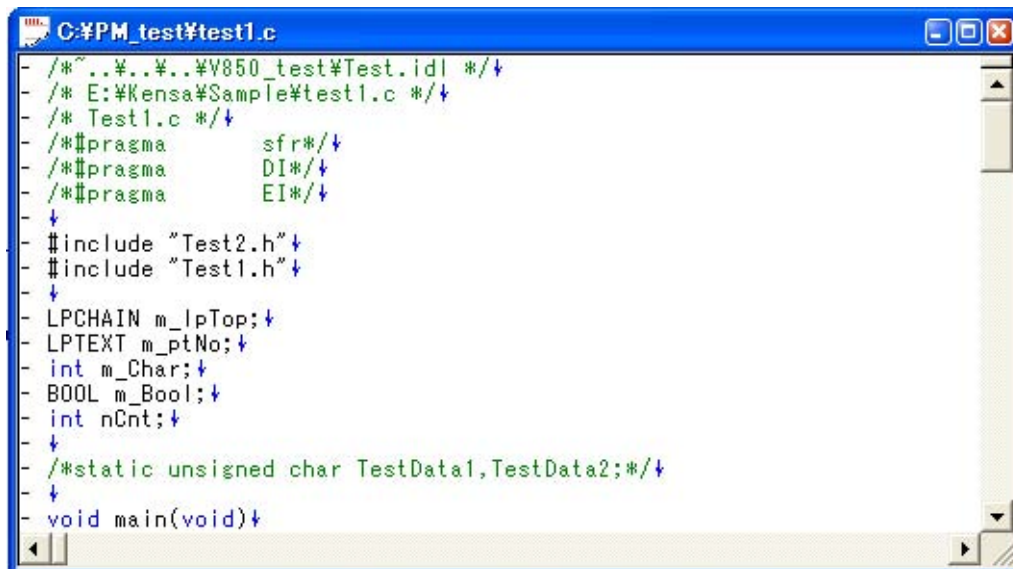 C:¥PM_test¥test1.c
- /*~..¥..¥..¥V850_test¥Test.idl */↓
- /* E:¥Kensa¥Sample¥test1.c */↓
- /* Test1.c */↓
- /*#pragma        sfr*/↓
- /*#pragma        DI*/↓
- /*#pragma        EI*/↓
- ↓
- #include "Test2.h"↓
- #include "Test1.h"↓
- ↓
- LPCHAIN m_lpTop;↓
- LPTEXT m_ptNo;↓
- int m_Char;↓
- BOOL m_Bool;↓
- int nCnt;↓
- ↓
- /*static unsigned char TestData1,TestData2;*/↓
- ↓
- void main(void)↓